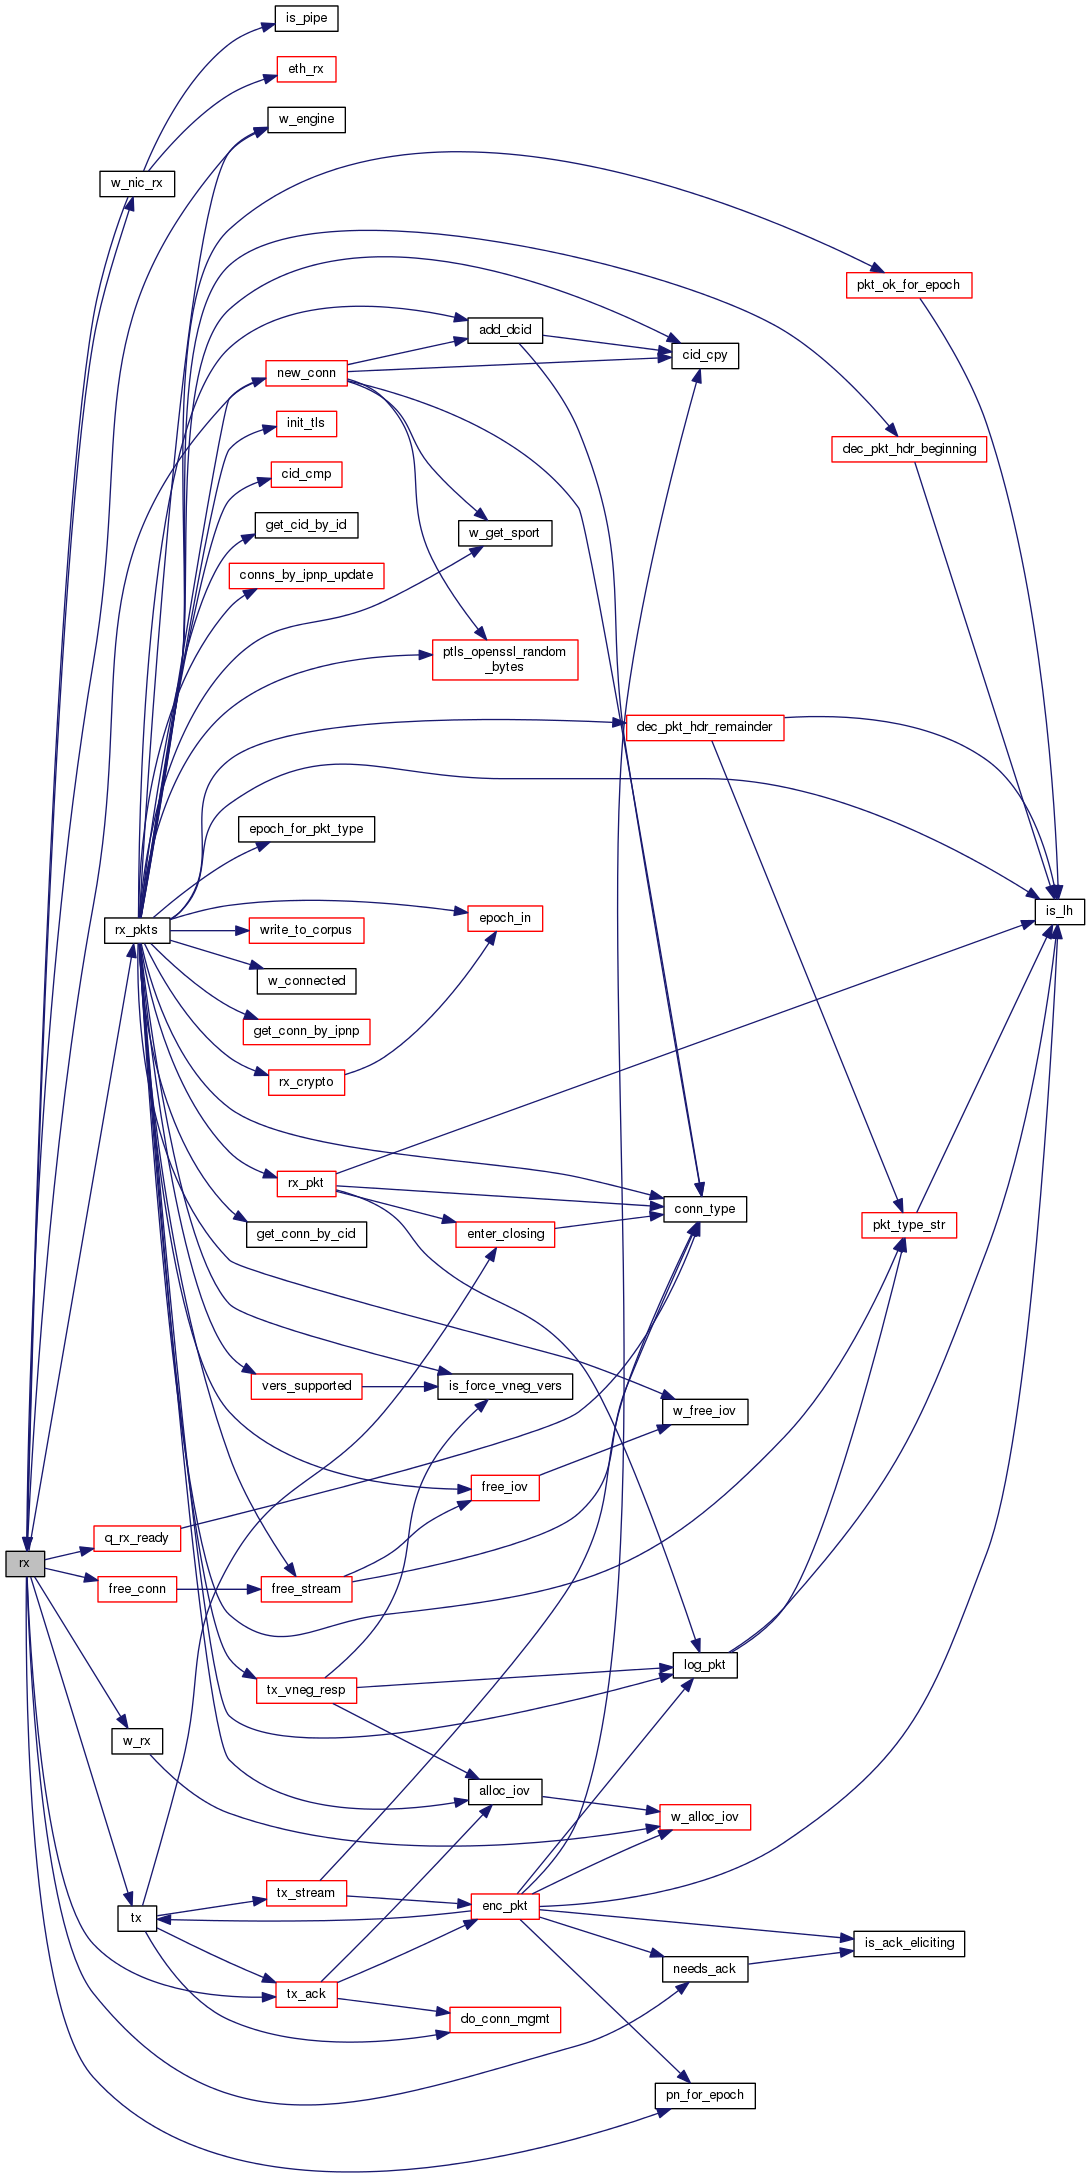 is_pipe
eth_rx
w_engine
w_nic_rx
pkt_ok_for_epoch
add_dcid
cid_cpy
new_conn
init_tls
dec_pkt_hdr_beginning
cid_cmp
get_cid_by_id
w_get_sport
conns_by_ipnp_update
ptls_openssl_random
_bytes
dec_pkt_hdr_remainder
epoch_for_pkt_type
is_lh
epoch_in
rx_pkts
write_to_corpus
w_connected
get_conn_by_ipnp
rx_crypto
rx_pkt
conn_type
pkt_type_str
enter_closing
get_conn_by_cid
vers_supported
is_force_vneg_vers
w_free_iov
free_iov
q_rx_ready
rx
free_conn
free_stream
log_pkt
tx_vneg_resp
w_rx
alloc_iov
w_alloc_iov
tx_stream
enc_pkt
tx
is_ack_eliciting
needs_ack
tx_ack
do_conn_mgmt
pn_for_epoch